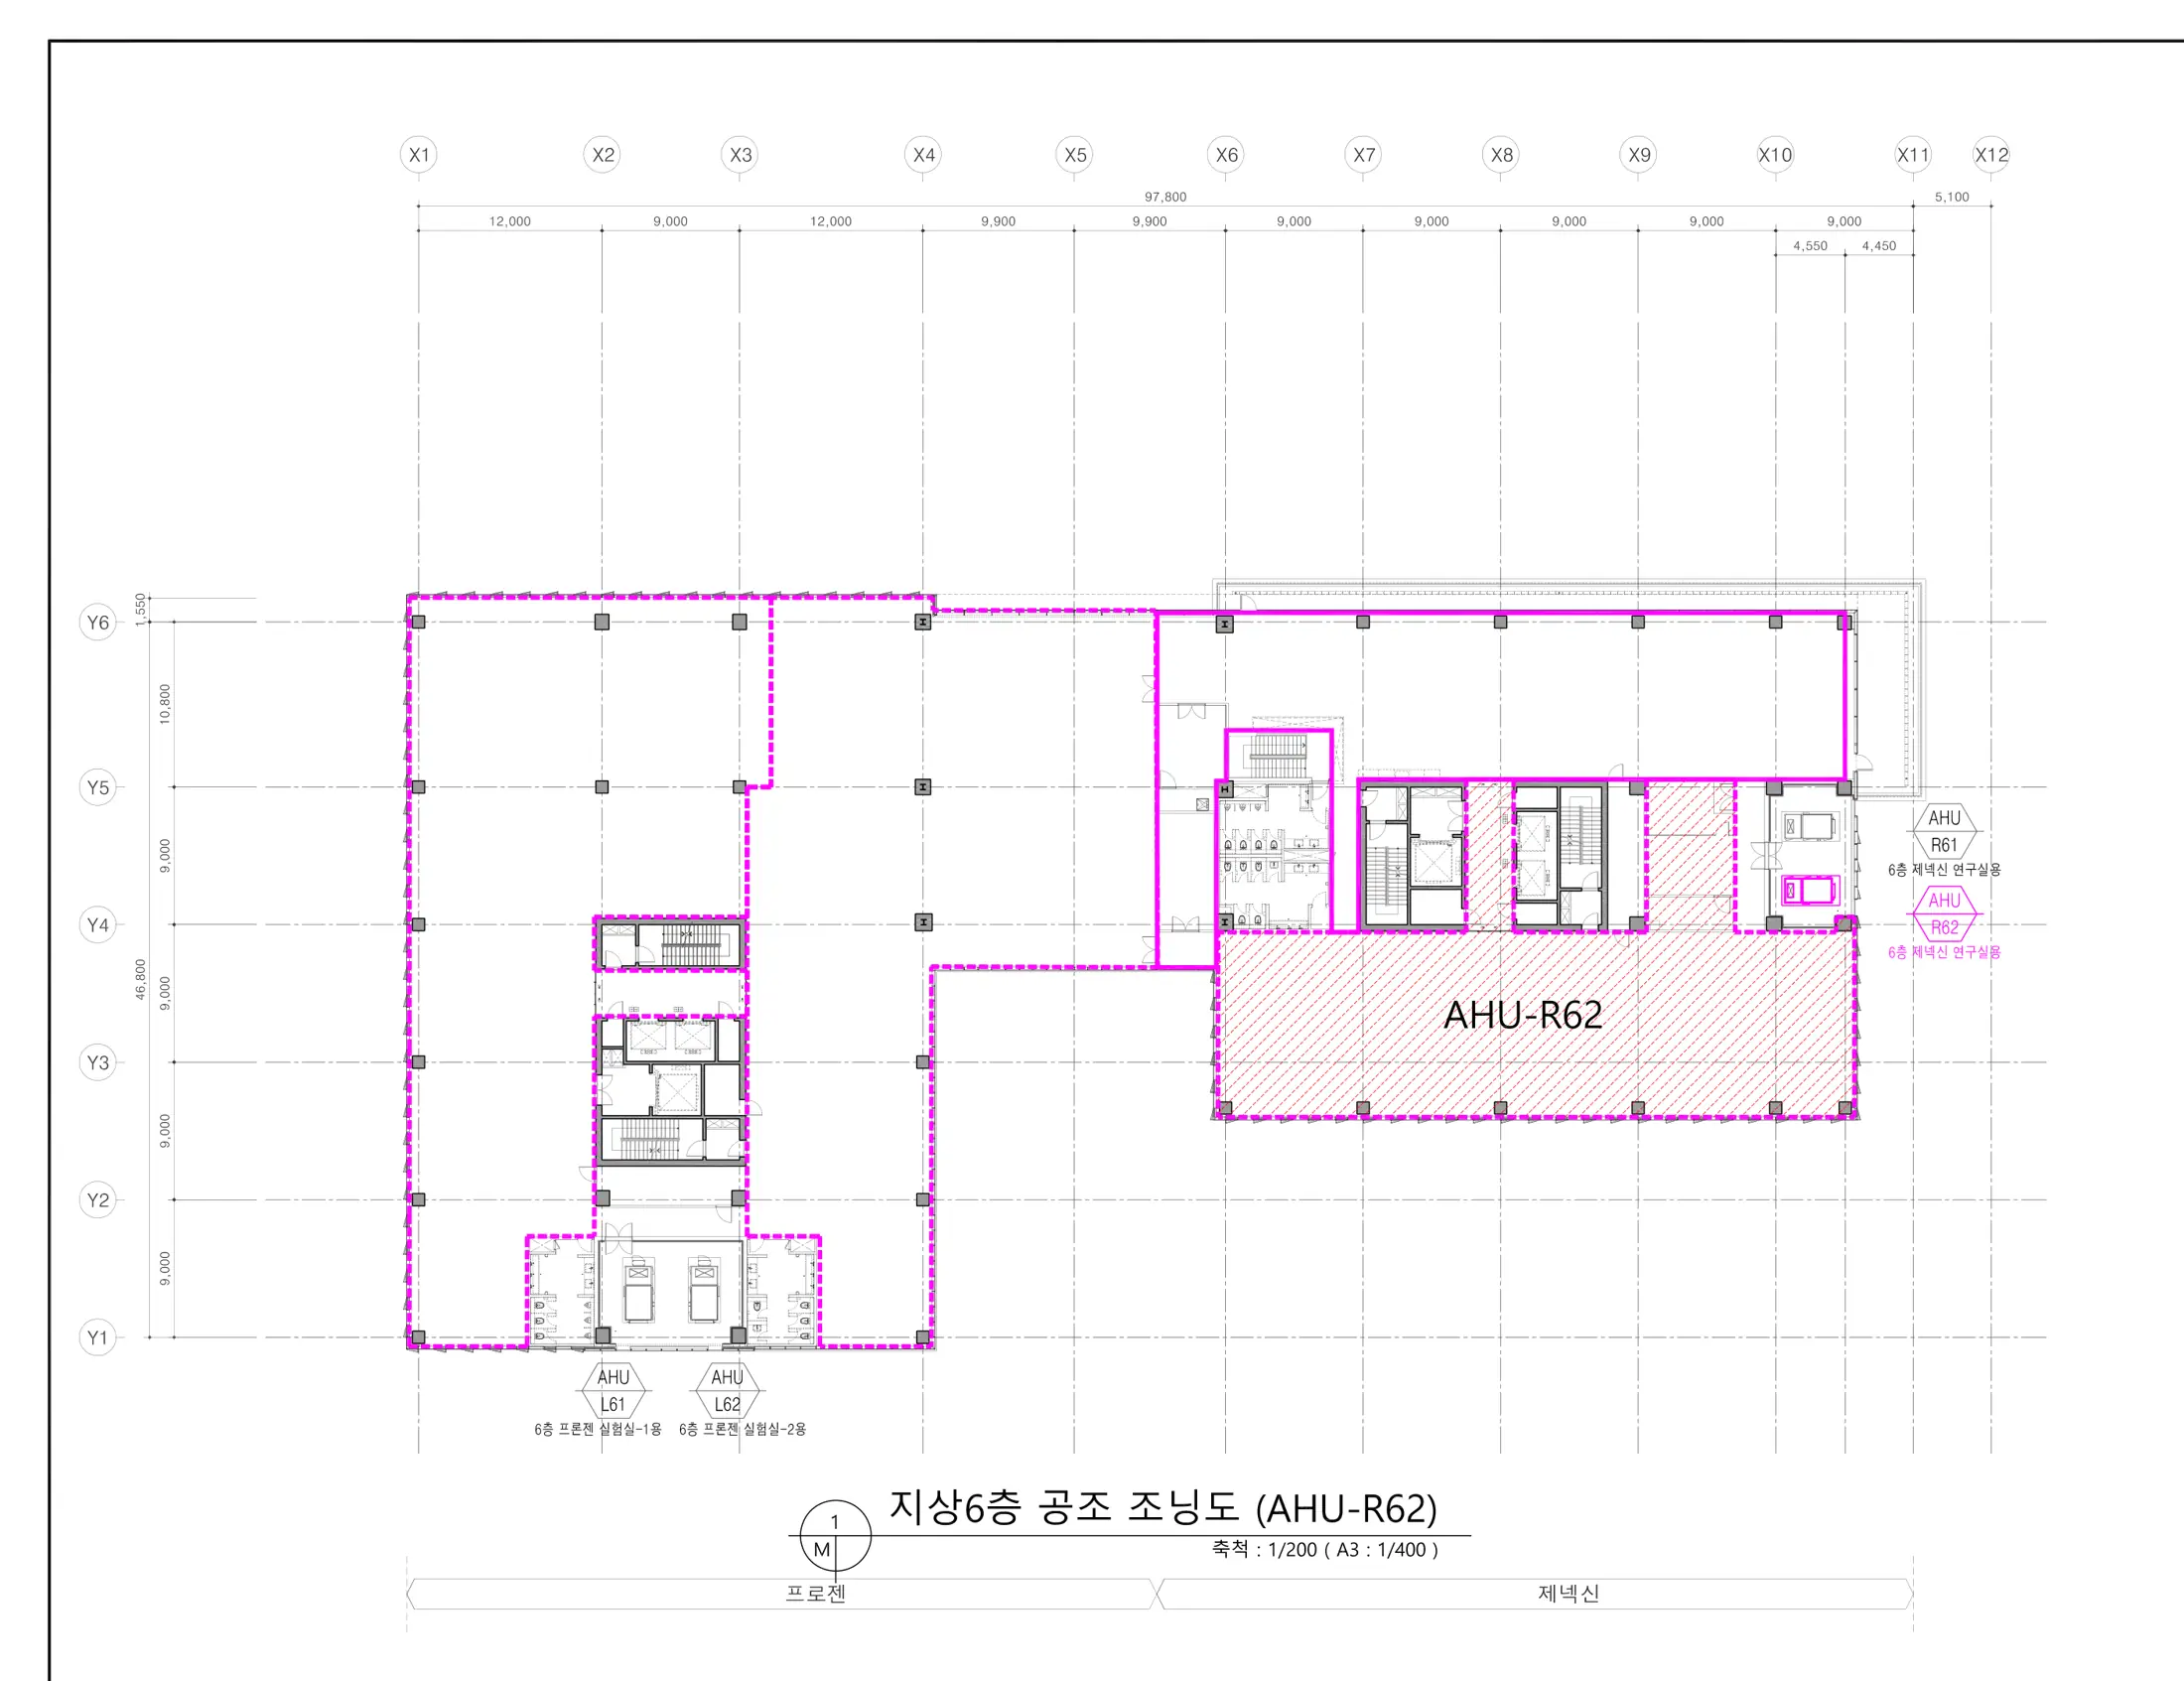 X1 X2 X3 X4 X5 X6 X7 X8 X9 X10 X11 X12
97,800 5,100
12,000 9,000 12,000 9,900 9,900 9,000 9,000 9,000 9,000 9,000
4,550 4,450
Y6
1,550
10,800
Y5
9,000
Y4
46,800
9,000
Y3
9,000
Y2
9,000
Y1
AHU
R61
6층 제넥신 연구실용
AHU
R62
6층 제넥신 연구실용
AHU-R62
AHU
L61
6층 프론젠 실험실-1용
AHU
L62
6층 프론젠 실험실-2용
1
M
지상6층 공조 조닝도 (AHU-R62)
축척 : 1/200 ( A3 : 1/400 )
프로젠 제넥신